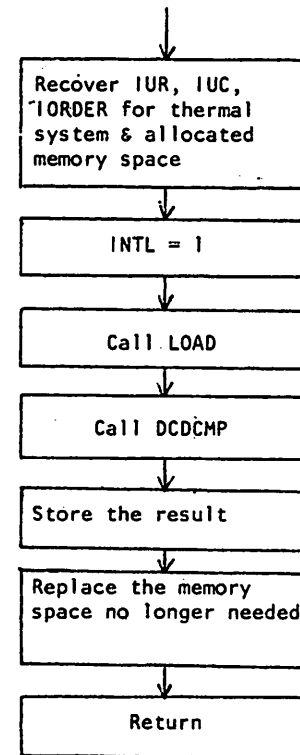 Recover IUR, IUC,
IORDER for thermal
system & allocated
memory space
INTL = 1
Call LOAD
Call DCDCMP
Store the result
Replace the memory
space no longer needed
Return